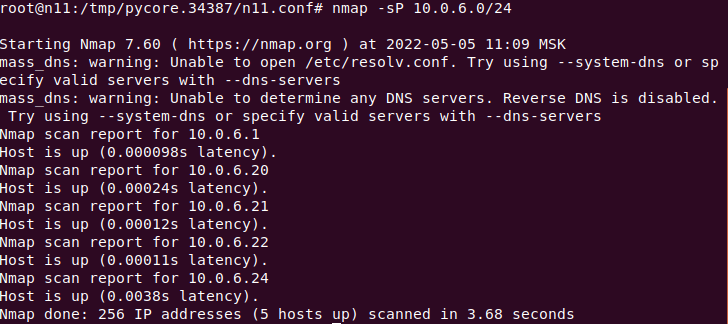 root@n11:/tmp/pycore.34387/n11.conf# nmap -sP 10.0.6.0/24
Starting Nmap 7.60 ( https://nmap.org ) at 2022-05-05 11:09 MSK
mass_dns: warning: Unable to open /etc/resolv.conf. Try using --system-dns or sp
ecify valid servers with --dns-servers
mass_dns: warning: Unable to determine any DNS servers. Reverse DNS is disabled.
 Try using --system-dns or specify valid servers with --dns-servers
Nmap scan report for 10.0.6.1
Host is up (0.000098s latency).
Nmap scan report for 10.0.6.20
Host is up (0.00024s latency).
Nmap scan report for 10.0.6.21
Host is up (0.00012s latency).
Nmap scan report for 10.0.6.22
Host is up (0.00011s latency).
Nmap scan report for 10.0.6.24
Host is up (0.0038s latency).
Nmap done: 256 IP addresses (5 hosts up) scanned in 3.68 seconds